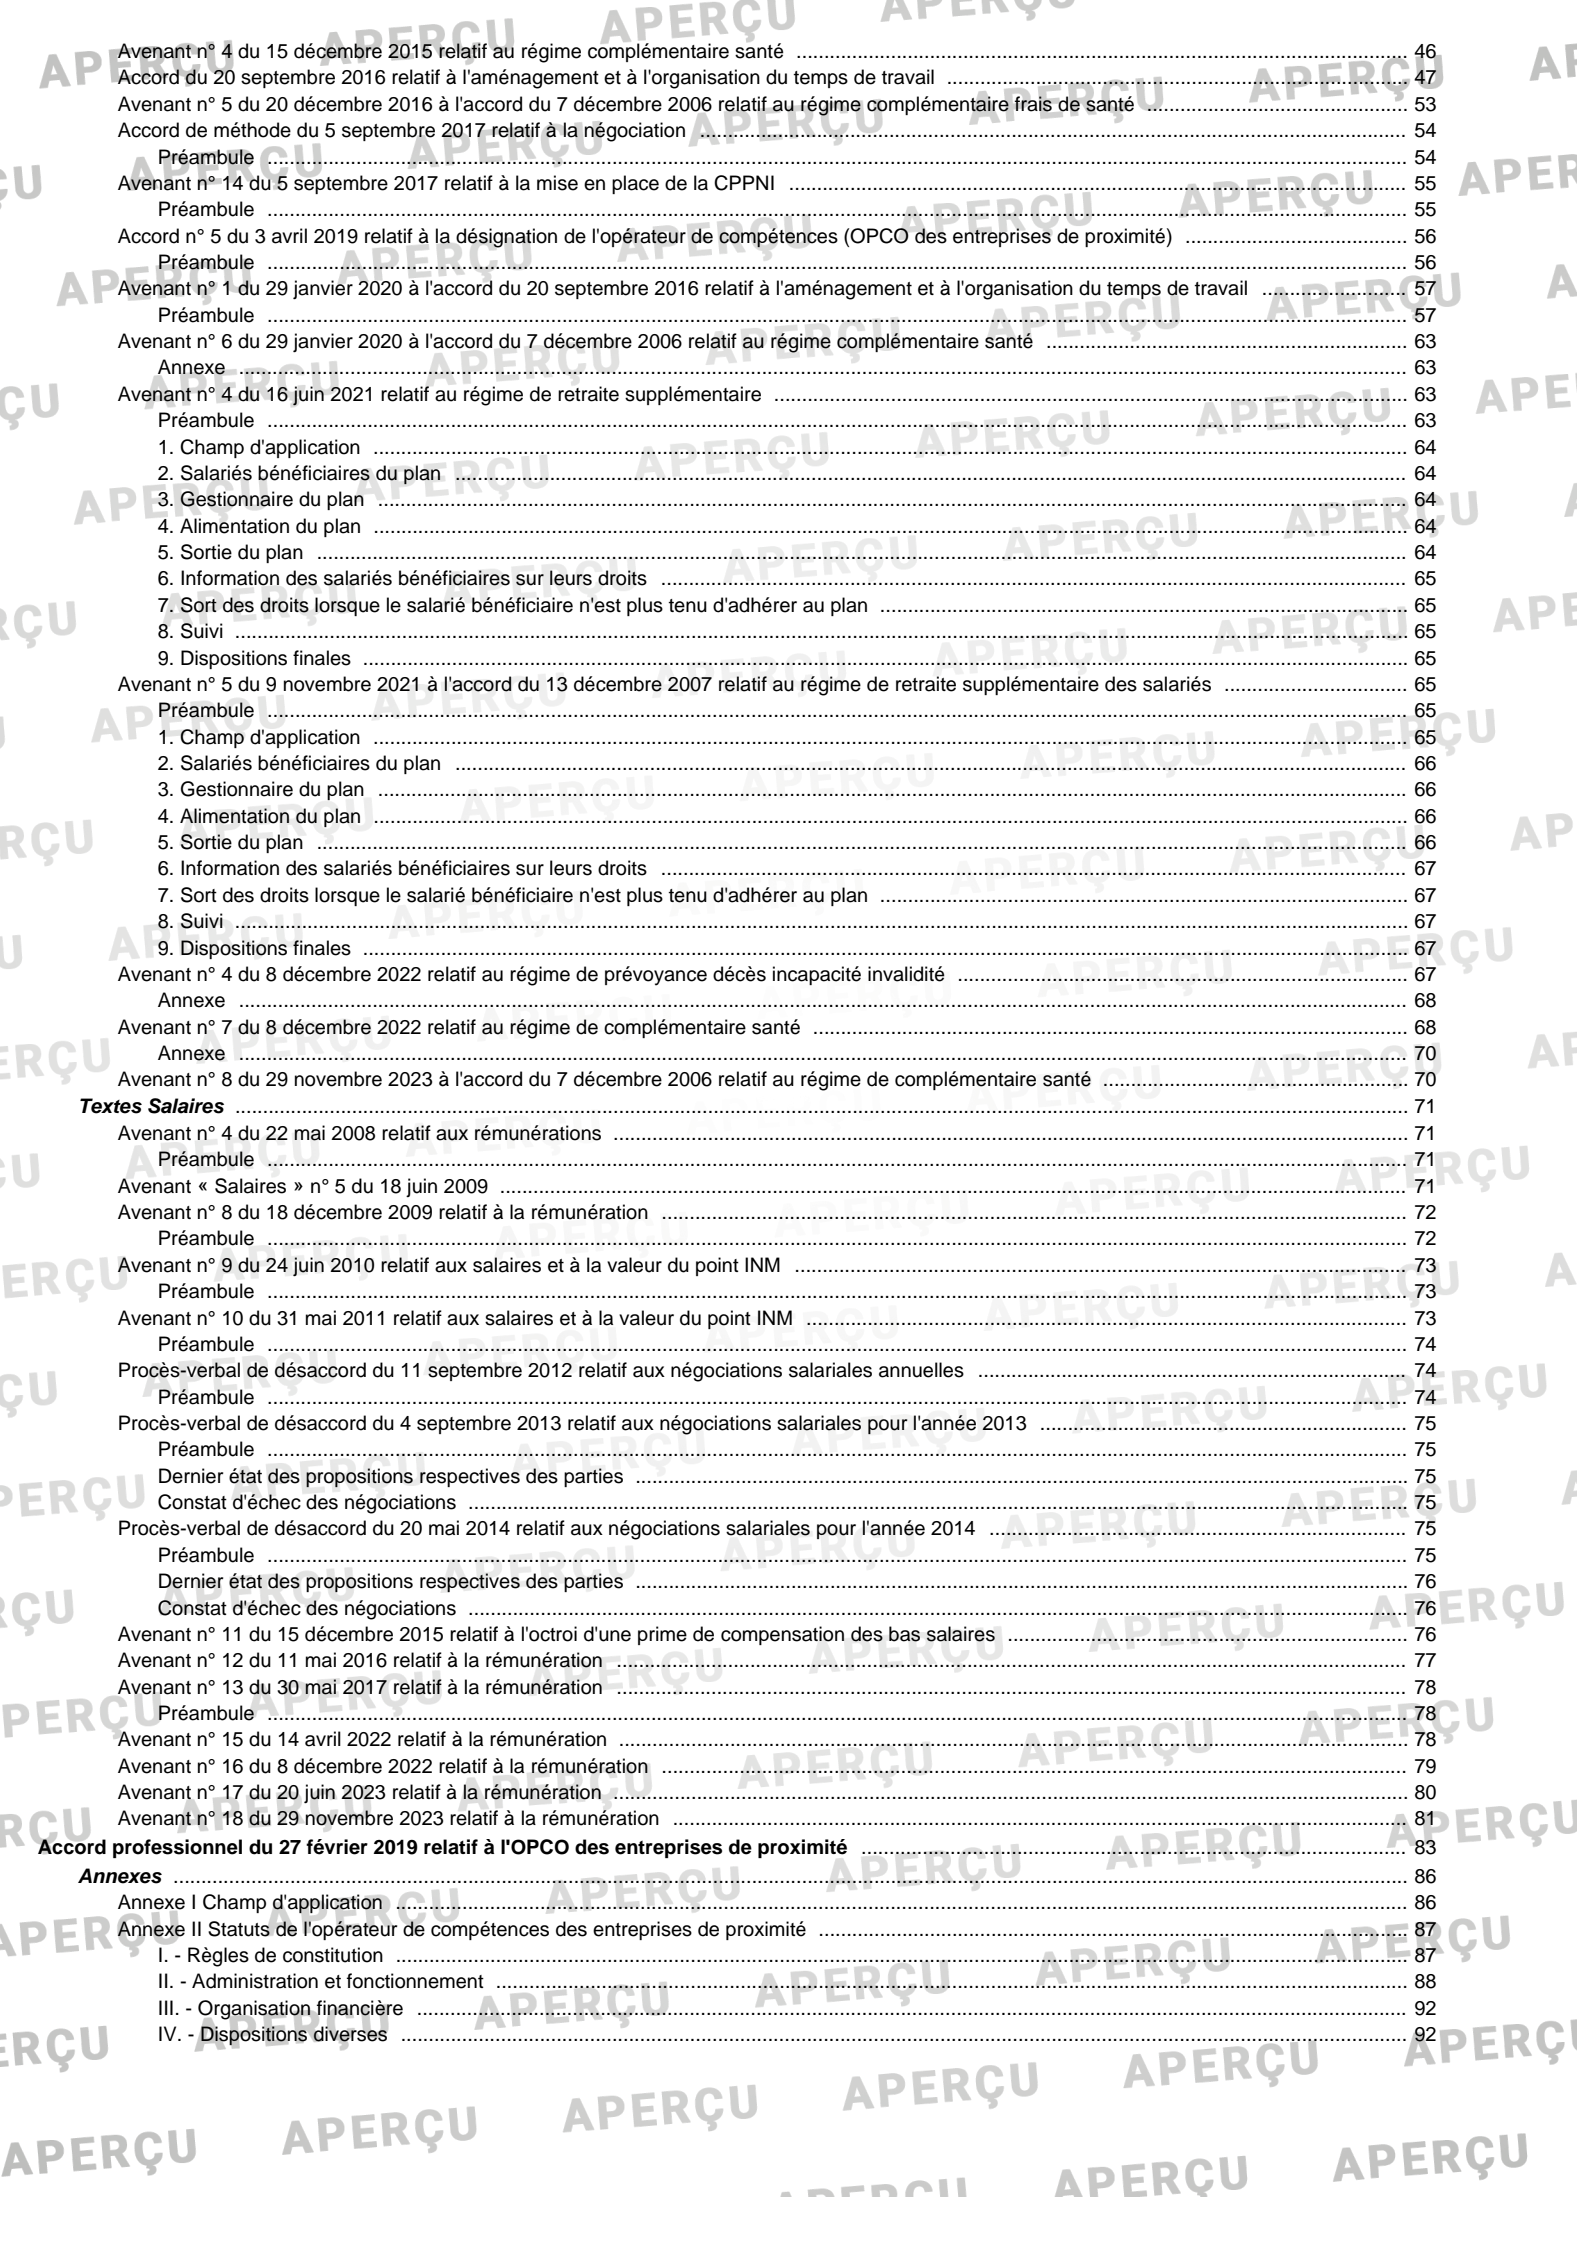 Avenant n° 4 du 15 décembre 2015 relatif au régime complémentaire santé ........ 46
Accord du 20 septembre 2016 relatif à l'aménagement et à l'organisation du temps de travail ........ 47
Avenant n° 5 du 20 décembre 2016 à l'accord du 7 décembre 2006 relatif au régime complémentaire frais de santé ........ 53
Accord de méthode du 5 septembre 2017 relatif à la négociation ........ 54
Préambule ........ 54
Avenant n° 14 du 5 septembre 2017 relatif à la mise en place de la CPPNI ........ 55
Préambule ........ 55
Accord n° 5 du 3 avril 2019 relatif à la désignation de l'opérateur de compétences (OPCO des entreprises de proximité) ........ 56
Préambule ........ 56
Avenant n° 1 du 29 janvier 2020 à l'accord du 20 septembre 2016 relatif à l'aménagement et à l'organisation du temps de travail ........ 57
Préambule ........ 57
Avenant n° 6 du 29 janvier 2020 à l'accord du 7 décembre 2006 relatif au régime complémentaire santé ........ 63
Annexe ........ 63
Avenant n° 4 du 16 juin 2021 relatif au régime de retraite supplémentaire ........ 63
Préambule ........ 63
1. Champ d'application ........ 64
2. Salariés bénéficiaires du plan ........ 64
3. Gestionnaire du plan ........ 64
4. Alimentation du plan ........ 64
5. Sortie du plan ........ 64
6. Information des salariés bénéficiaires sur leurs droits ........ 65
7. Sort des droits lorsque le salarié bénéficiaire n'est plus tenu d'adhérer au plan ........ 65
8. Suivi ........ 65
9. Dispositions finales ........ 65
Avenant n° 5 du 9 novembre 2021 à l'accord du 13 décembre 2007 relatif au régime de retraite supplémentaire des salariés ........ 65
Préambule ........ 65
1. Champ d'application ........ 65
2. Salariés bénéficiaires du plan ........ 66
3. Gestionnaire du plan ........ 66
4. Alimentation du plan ........ 66
5. Sortie du plan ........ 66
6. Information des salariés bénéficiaires sur leurs droits ........ 67
7. Sort des droits lorsque le salarié bénéficiaire n'est plus tenu d'adhérer au plan ........ 67
8. Suivi ........ 67
9. Dispositions finales ........ 67
Avenant n° 4 du 8 décembre 2022 relatif au régime de prévoyance décès incapacité invalidité ........ 67
Annexe ........ 68
Avenant n° 7 du 8 décembre 2022 relatif au régime de complémentaire santé ........ 68
Annexe ........ 70
Avenant n° 8 du 29 novembre 2023 à l'accord du 7 décembre 2006 relatif au régime de complémentaire santé ........ 70
Textes Salaires ........ 71
Avenant n° 4 du 22 mai 2008 relatif aux rémunérations ........ 71
Préambule ........ 71
Avenant « Salaires » n° 5 du 18 juin 2009 ........ 71
Avenant n° 8 du 18 décembre 2009 relatif à la rémunération ........ 72
Préambule ........ 72
Avenant n° 9 du 24 juin 2010 relatif aux salaires et à la valeur du point INM ........ 73
Préambule ........ 73
Avenant n° 10 du 31 mai 2011 relatif aux salaires et à la valeur du point INM ........ 73
Préambule ........ 74
Procès-verbal de désaccord du 11 septembre 2012 relatif aux négociations salariales annuelles ........ 74
Préambule ........ 74
Procès-verbal de désaccord du 4 septembre 2013 relatif aux négociations salariales pour l'année 2013 ........ 75
Préambule ........ 75
Dernier état des propositions respectives des parties ........ 75
Constat d'échec des négociations ........ 75
Procès-verbal de désaccord du 20 mai 2014 relatif aux négociations salariales pour l'année 2014 ........ 75
Préambule ........ 75
Dernier état des propositions respectives des parties ........ 76
Constat d'échec des négociations ........ 76
Avenant n° 11 du 15 décembre 2015 relatif à l'octroi d'une prime de compensation des bas salaires ........ 76
Avenant n° 12 du 11 mai 2016 relatif à la rémunération ........ 77
Avenant n° 13 du 30 mai 2017 relatif à la rémunération ........ 78
Préambule ........ 78
Avenant n° 15 du 14 avril 2022 relatif à la rémunération ........ 78
Avenant n° 16 du 8 décembre 2022 relatif à la rémunération ........ 79
Avenant n° 17 du 20 juin 2023 relatif à la rémunération ........ 80
Avenant n° 18 du 29 novembre 2023 relatif à la rémunération ........ 81
Accord professionnel du 27 février 2019 relatif à l'OPCO des entreprises de proximité ........ 83
Annexes ........ 86
Annexe I Champ d'application ........ 86
Annexe II Statuts de l'opérateur de compétences des entreprises de proximité ........ 87
I. - Règles de constitution ........ 87
II. - Administration et fonctionnement ........ 88
III. - Organisation financière ........ 92
IV. - Dispositions diverses ........ 92
APERÇU